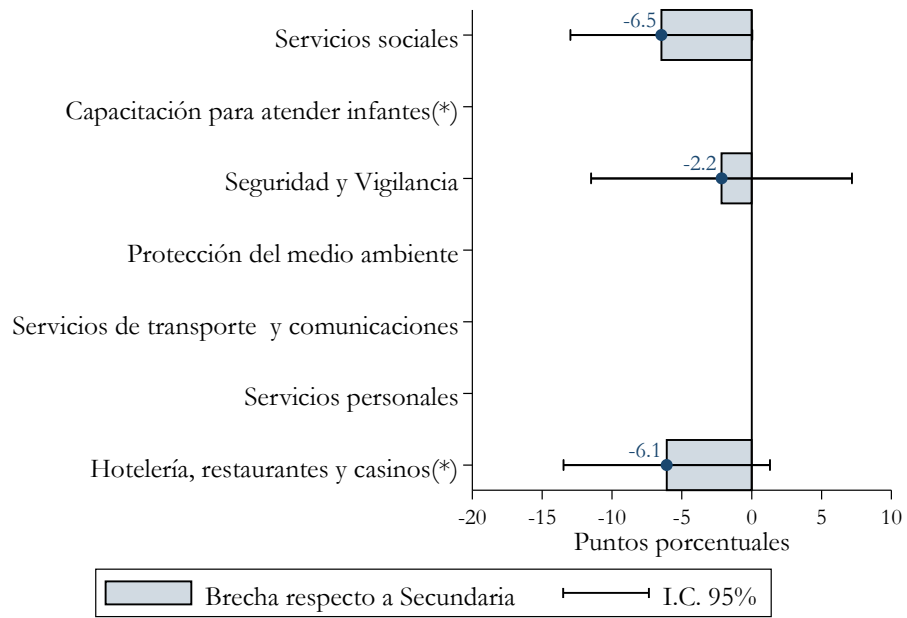 -6.5
Servicios sociales
Capacitación para atender infantes(*)
-2.2
Seguridad y Vigilancia
Protección del medio ambiente
Servicios de transporte  y comunicaciones
Servicios personales
-6.1
Hotelería, restaurantes y casinos(*)
-20 -15 -10 -5 0 5 10
Puntos porcentuales
Brecha respecto a Secundaria I.C. 95%